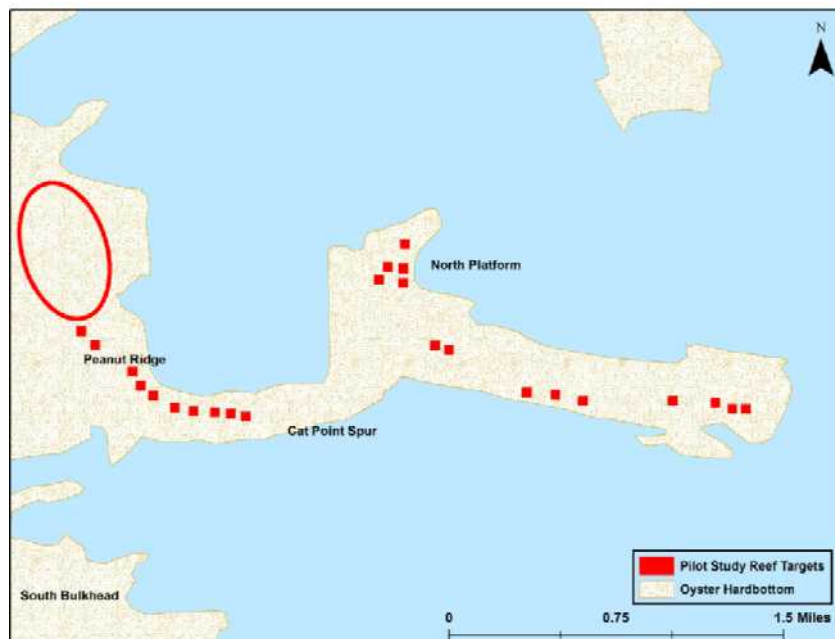 N
North Platform
Peanut Ridge
Cat Point Spur
Pilot Study Reef Targets
Oyster Hardbottom
South Bulkhead
0 0.75 1.5 Miles